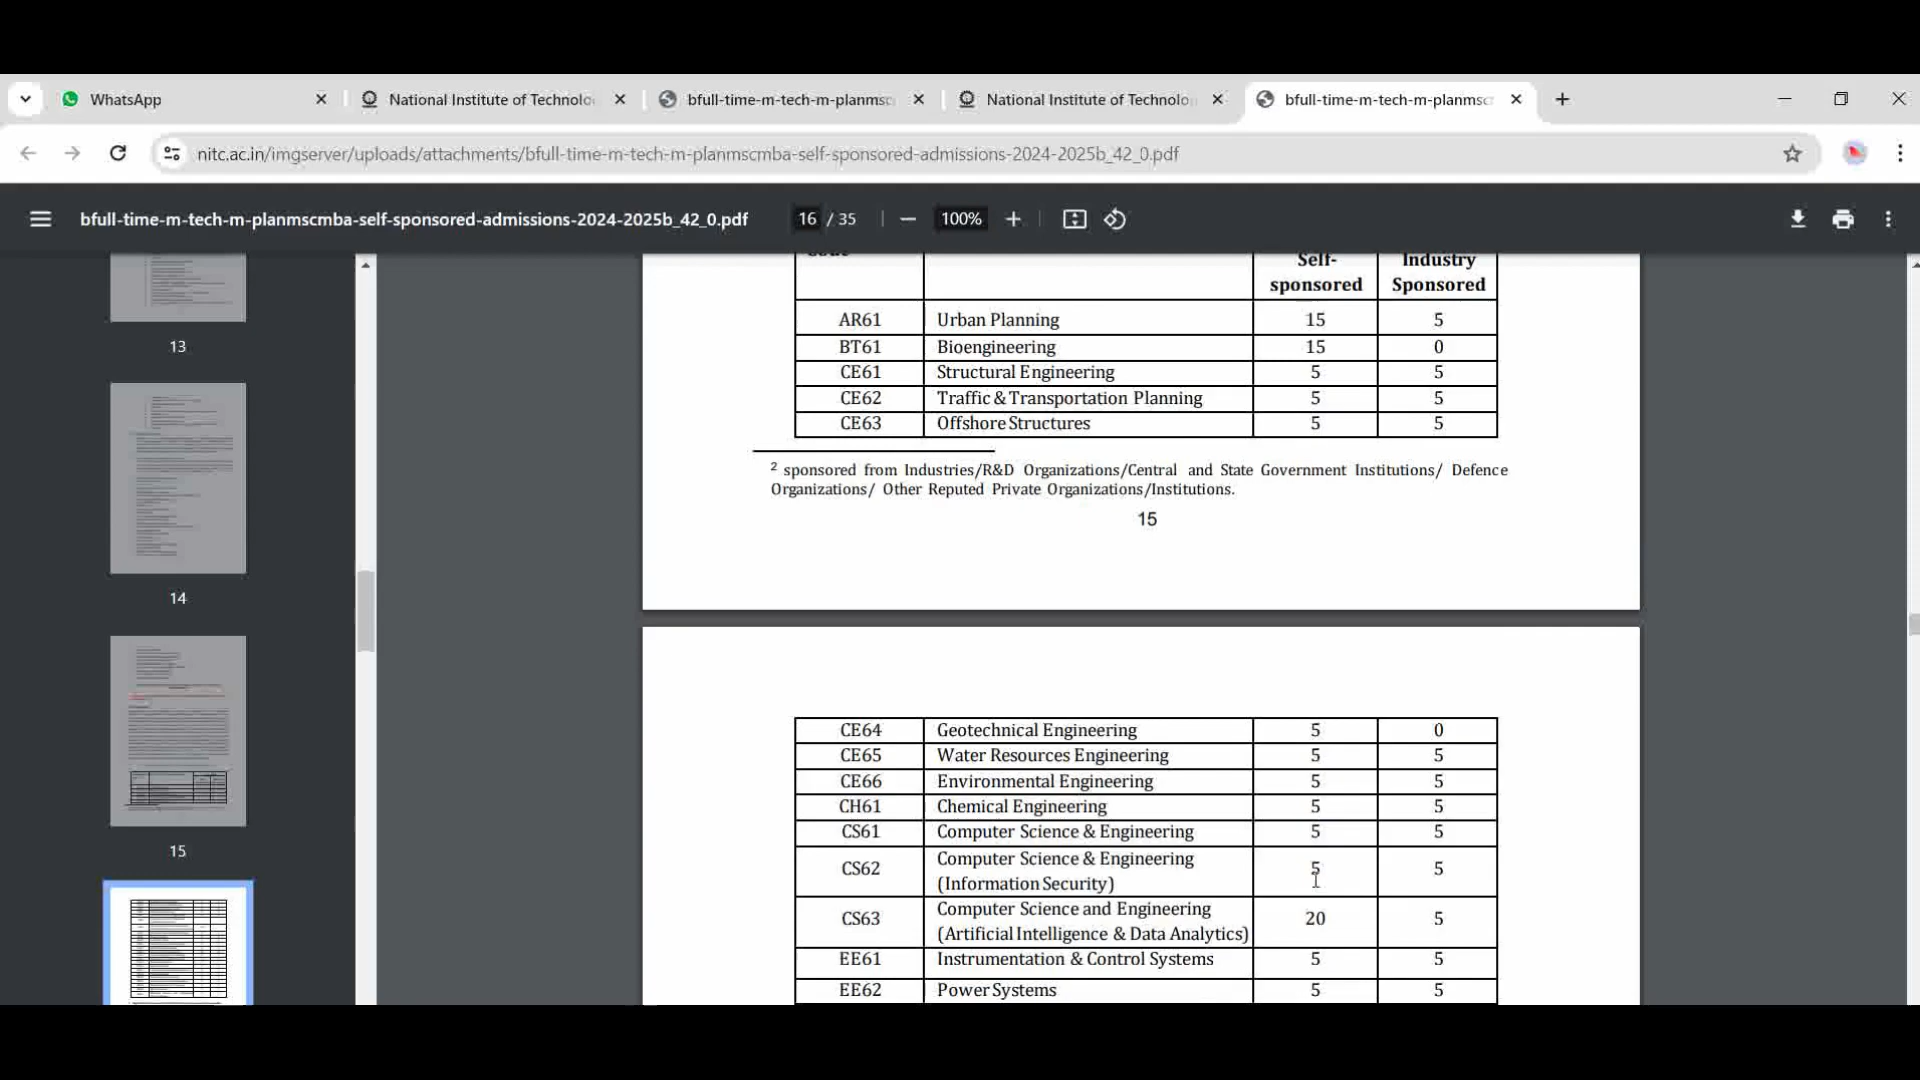 WhatsApp
National Institute of Technolo
bfull-time-m-tech-m-planmsc
National Institute of Technolo
bfull-time-m-tech-m-planmsc
nitc.ac.in/imgserver/uploads/attachments/bfull-time-m-tech-m-planmscmba-self-sponsored-admissions-2024-2025b_42_0.pdf
bfull-time-m-tech-m-planmscmba-self-sponsored-admissions-2024-2025b_42_0.pdf 16 / 35 100%
13
14
15
Code Self-sponsored Industry Sponsored
AR61 Urban Planning 15 5
BT61 Bioengineering 15 0
CE61 Structural Engineering 5 5
CE62 Traffic & Transportation Planning 5 5
CE63 Offshore Structures 5 5
2 sponsored from Industries/R&D Organizations/Central and State Government Institutions/ Defence
Organizations/ Other Reputed Private Organizations/Institutions.
15
CE64 Geotechnical Engineering 5 0
CE65 Water Resources Engineering 5 5
CE66 Environmental Engineering 5 5
CH61 Chemical Engineering 5 5
CS61 Computer Science & Engineering 5 5
CS62 Computer Science & Engineering (Information Security) 5 5
CS63 Computer Science and Engineering (Artificial Intelligence & Data Analytics) 20 5
EE61 Instrumentation & Control Systems 5 5
EE62 Power Systems 5 5